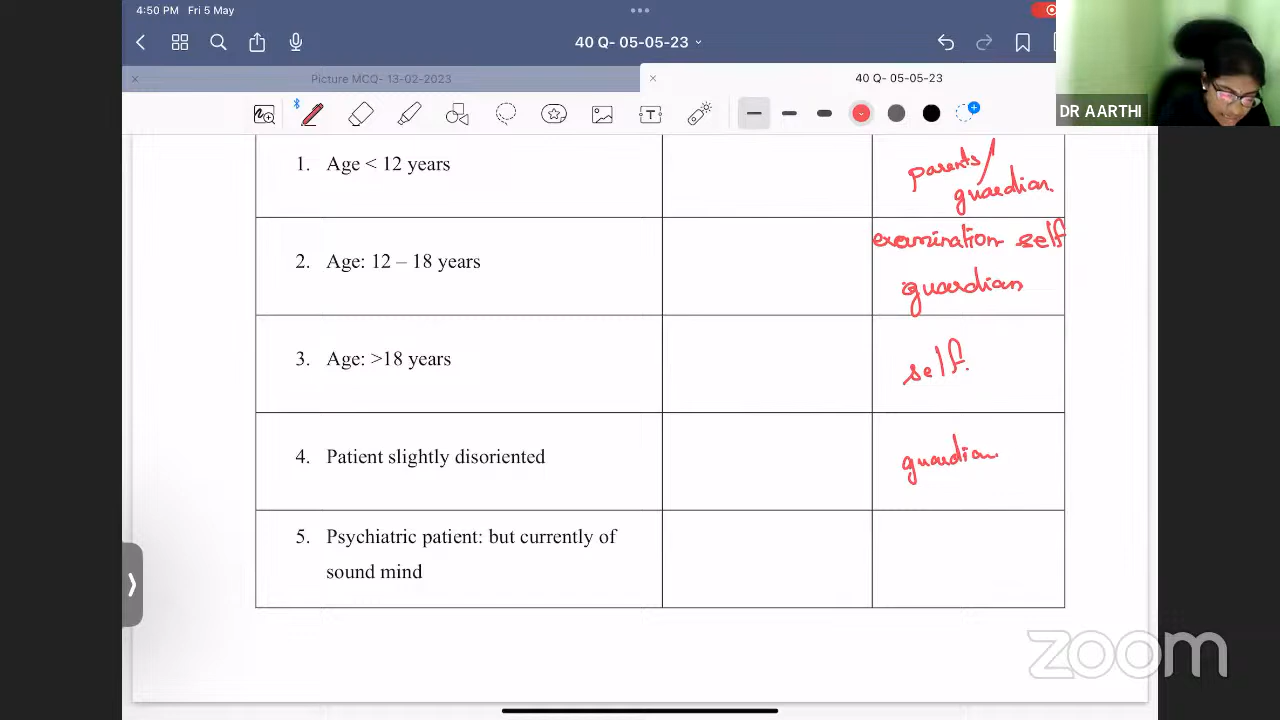 4:50 PM Fri 5 May
40 Q- 05-05-23
Picture MCQ- 13-02-2023
40 Q- 05-05-23
DR AARTHI
1. Age < 12 years
parents/
guardian.
examination self
2. Age: 12 – 18 years
guardian
3. Age: >18 years
self.
4. Patient slightly disoriented
guardian.
5. Psychiatric patient: but currently of
sound mind
zoom